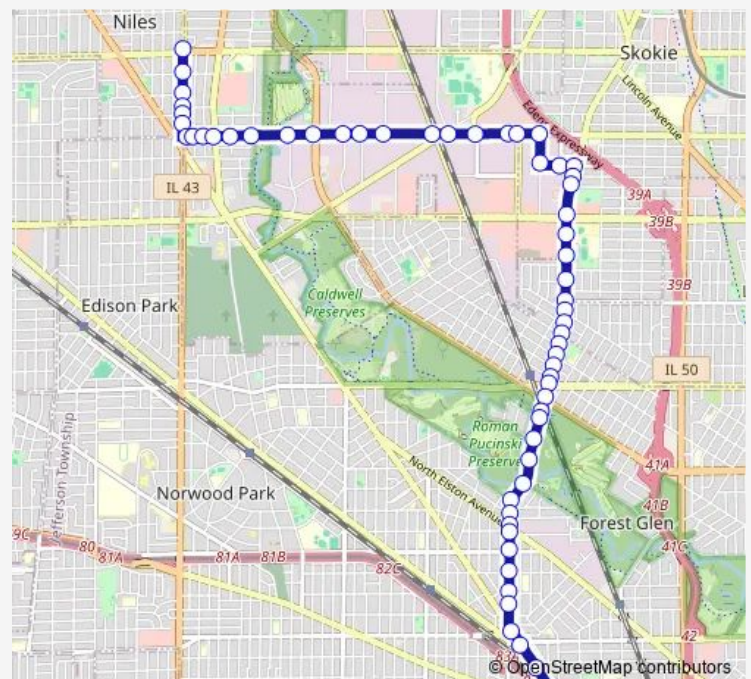 Niles
Skokie
Lincoln Avenue
Edens Expressway
IL 43
39A
39B
39B
Caldwell
Preserves
Edison Park
IL 50
Roman
Pucinski
Preserve
Jefferson Township
North Elston Avenue
41A
Norwood Park
41B
Forest Glen
41C
80
81A
81A
81B
82C
42
© OpenStreetMap contributors